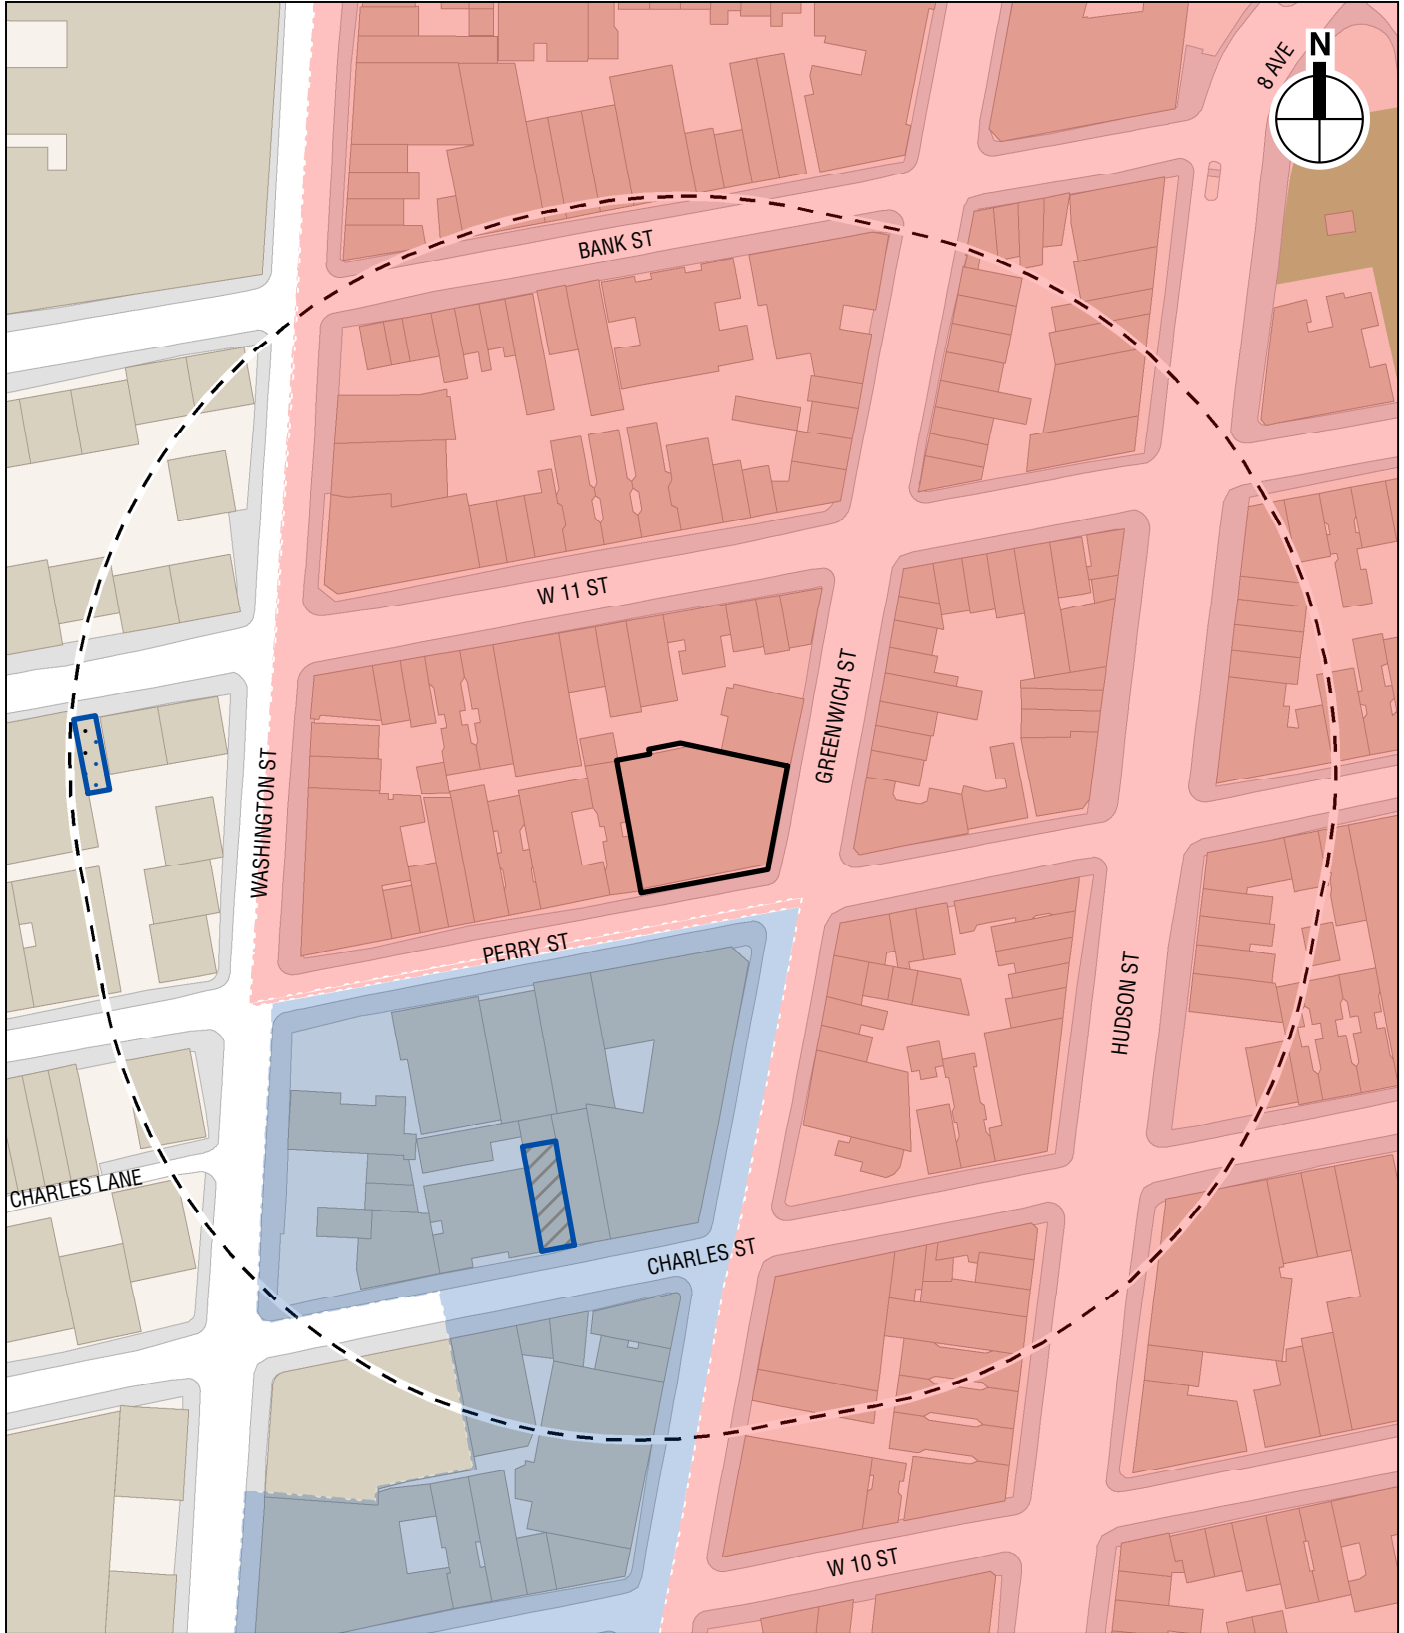 N
8 AVE
BANK ST
W 11 ST
GREENWICH ST
WASHINGTON ST
PERRY ST
HUDSON ST
CHARLES LANE
CHARLES ST
W 10 ST